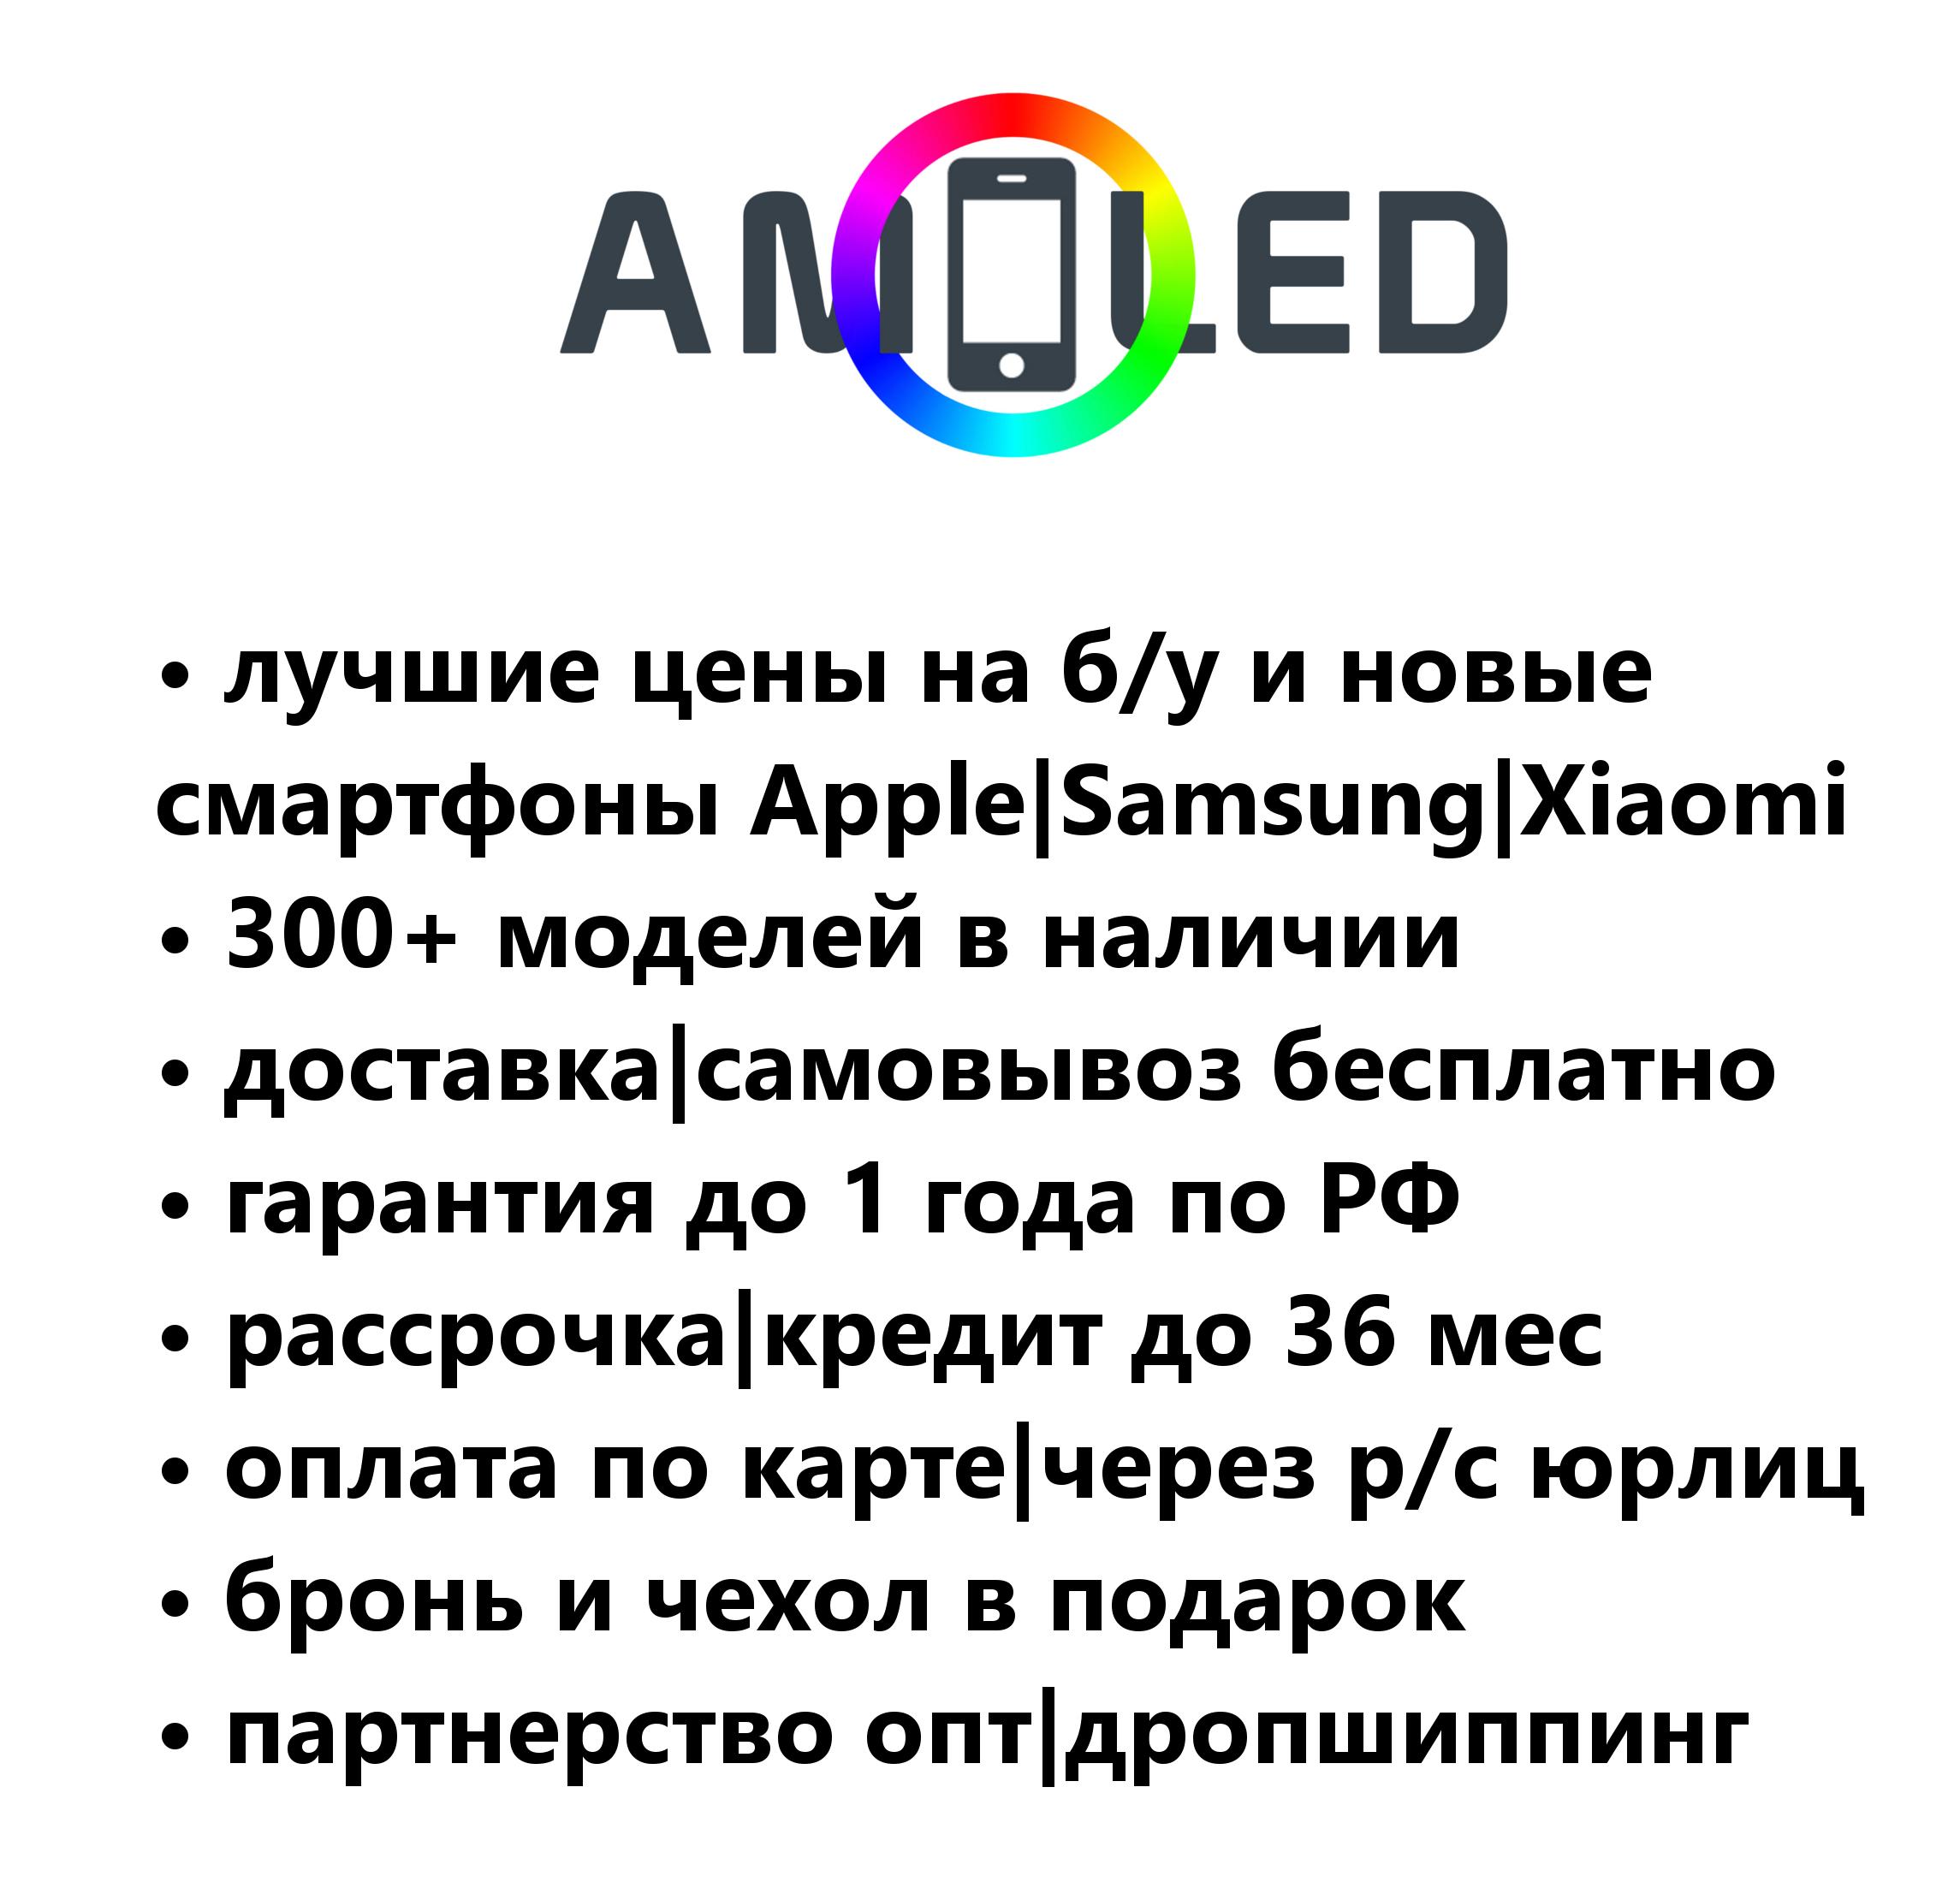 AMOLED
• лучшие цены на б/у и новые
смартфоны Apple|Samsung|Xiaomi
• 300+ моделей в наличии
• доставка|самовывоз бесплатно
• гарантия до 1 года по РФ
• рассрочка|кредит до 36 мес
• оплата по карте|через р/с юрлиц
• бронь и чехол в подарок
• партнерство опт|дропшиппинг